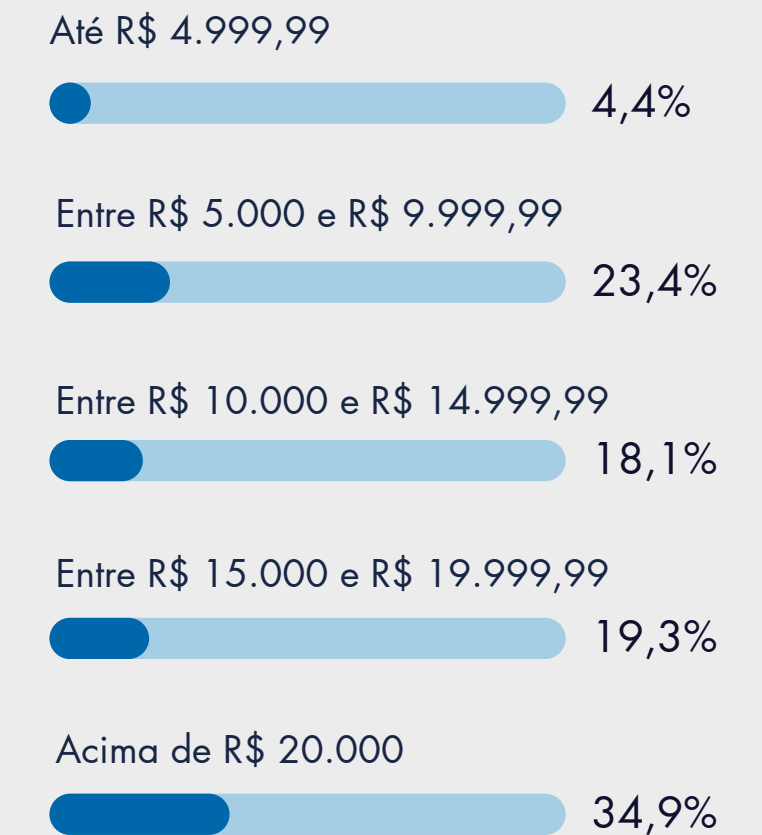 Até R$ 4.999,99
4,4%
Entre R$ 5.000 e R$ 9.999,99
23,4%
Entre R$ 10.000 e R$ 14.999,99
18,1%
Entre R$ 15.000 e R$ 19.999,99
19,3%
Acima de R$ 20.000
34,9%